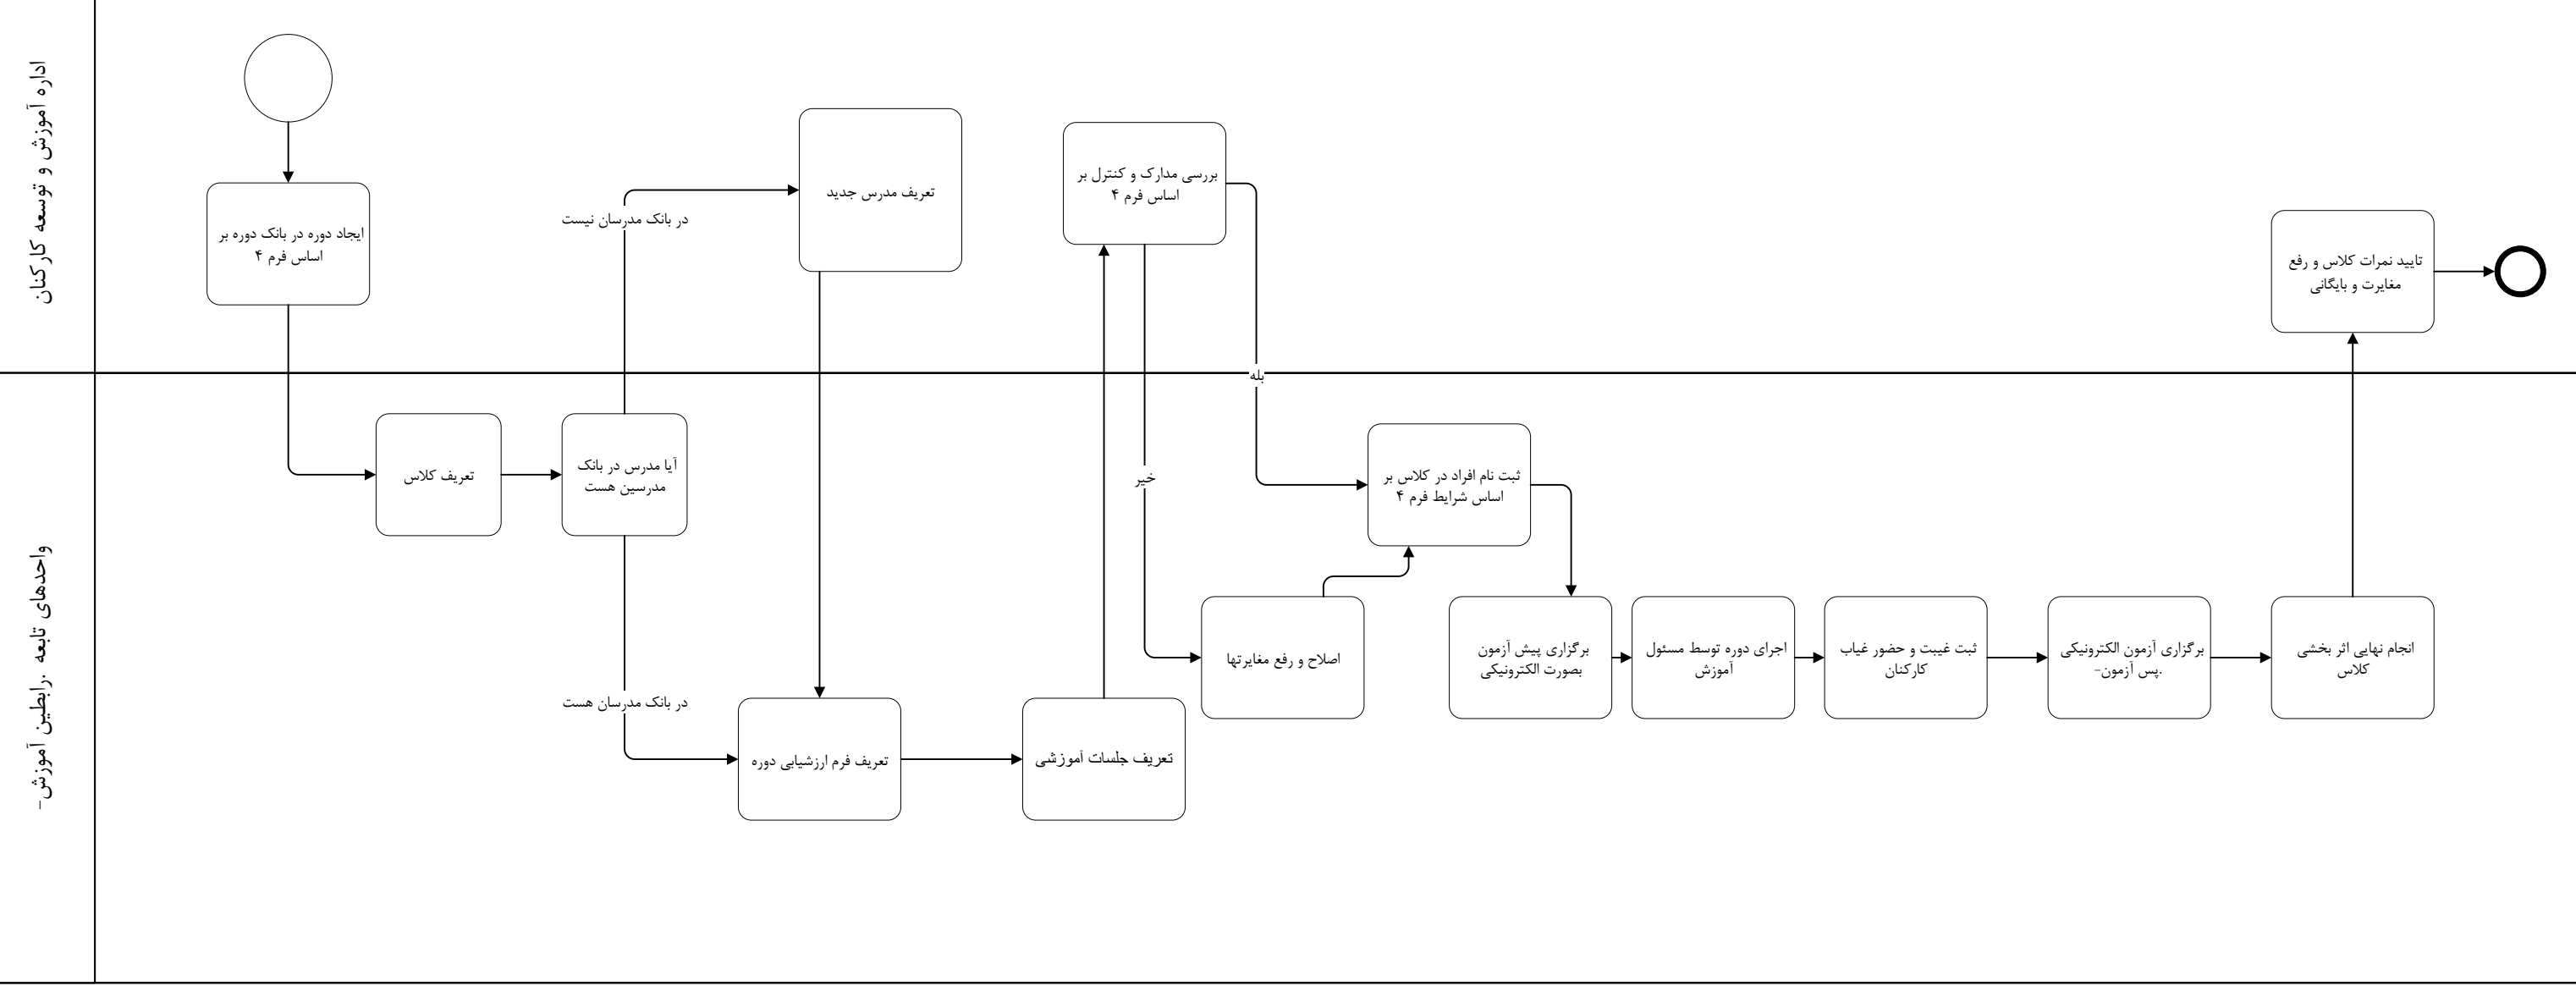 اداره آموزش و توسعه کارکنان
ایجاد دوره در بانک دوره بر
اساس فرم ۴
در بانک مدرسان نیست
تعریف مدرس جدید
بررسی مدارک و کنترل بر
اساس فرم ۴
تایید نمرات کلاس و رفع
مغایرت و بایگانی
بله
واحدهای تابعه .رابطین آموزش-
تعریف کلاس
آیا مدرس در بانک
مدرسین هست
در بانک مدرسان هست
تعریف فرم ارزشیابی دوره
تعریف جلسات آموزشی
خیر
اصلاح و رفع مغایرتها
ثبت نام افراد در کلاس بر
اساس شرایط فرم ۴
برگزاری پیش آزمون
بصورت الکترونیکی
اجرای دوره توسط مسئول
آموزش
ثبت غیبت و حضور غیاب
کارکنان
برگزاری آزمون الکترونیکی
.پس آزمون-
انجام نهایی اثر بخشی
کلاس